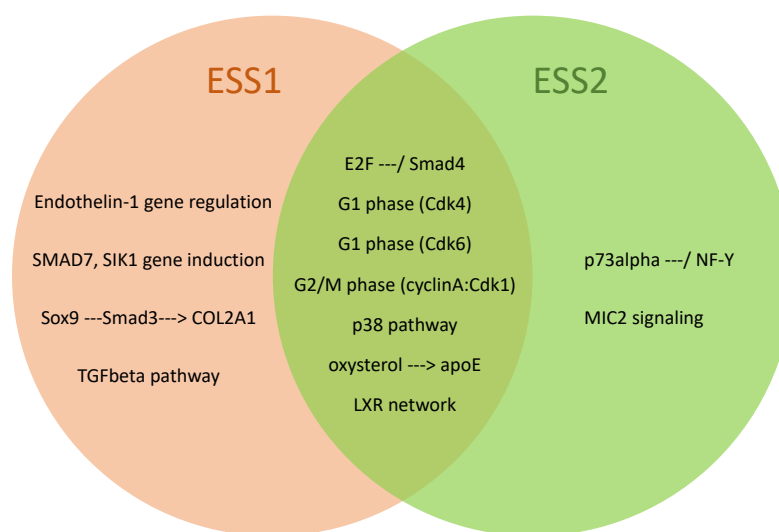 ESS1
ESS2
Endothelin-1 gene regulation
SMAD7, SIK1 gene induction
Sox9 ---Smad3---> COL2A1
TGFbeta pathway
E2F ---/ Smad4
G1 phase (Cdk4)
G1 phase (Cdk6)
G2/M phase (cyclinA:Cdk1)
p38 pathway
oxysterol ---> apoE
LXR network
p73alpha ---/ NF-Y
MIC2 signaling